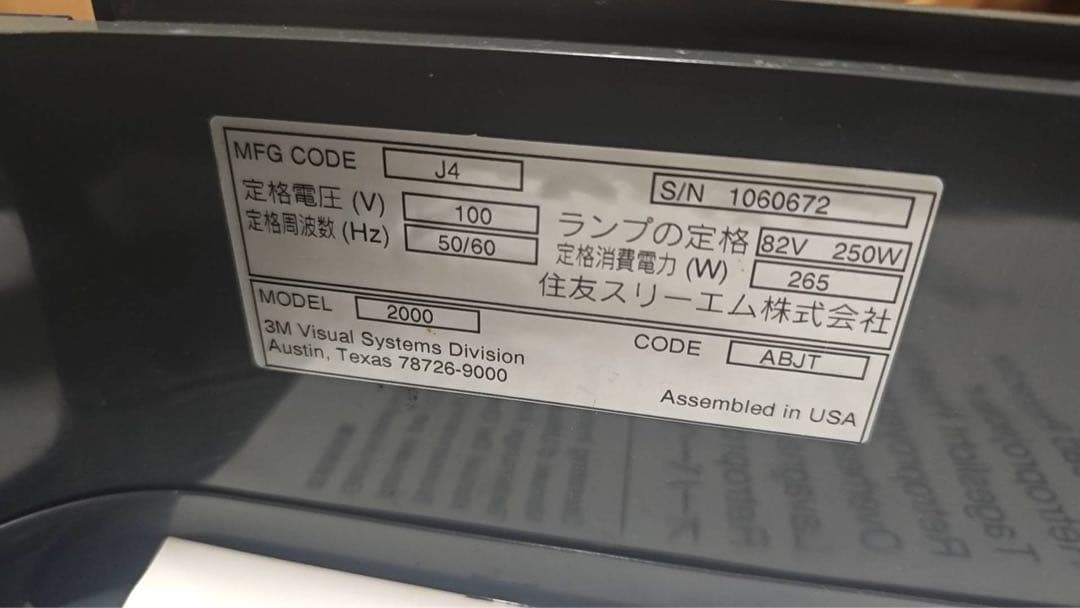 MFG CODE J4
S/N 1060672
定格電圧 (V) 100
ランプの定格 82V 250W
定格周波数 (Hz) 50/60
定格消費電力 (W) 265
住友スリーエム株式会社
MODEL 2000
CODE ABJT
3M Visual Systems Division
Austin, Texas 78726-9000
Assembled in USA